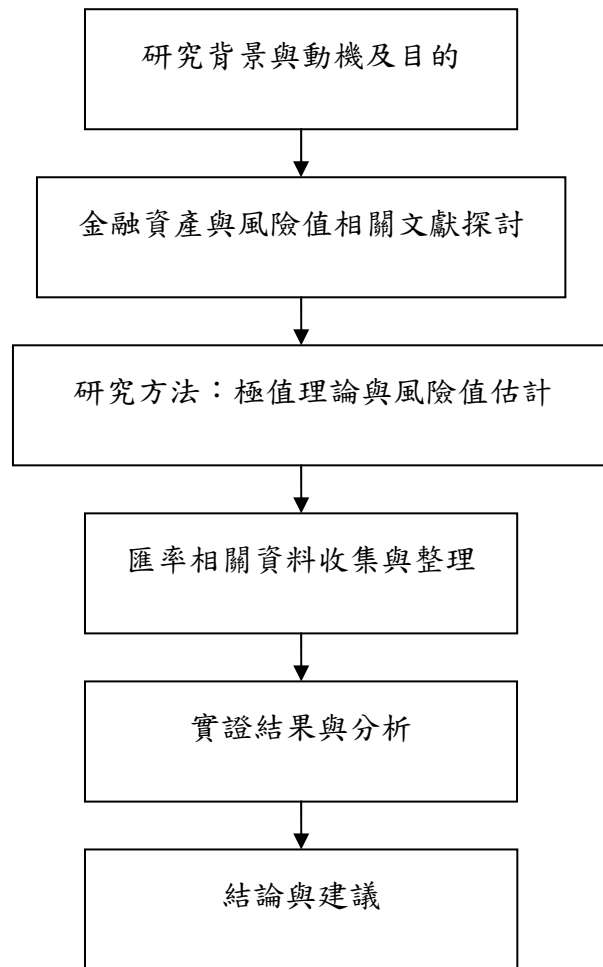 研究背景與動機及目的
金融資產與風險值相關文獻探討
研究方法：極值理論與風險值估計
匯率相關資料收集與整理
實證結果與分析
結論與建議